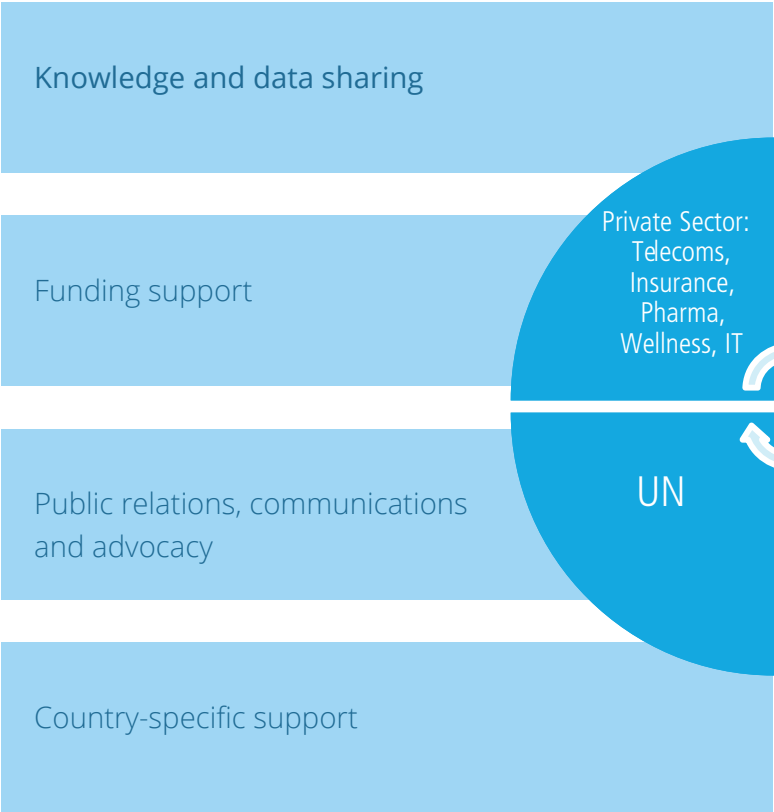 Knowledge and data sharing
Private Sector:
Telecoms,
Insurance,
Pharma,
Wellness, IT
Funding support
UN
Public relations, communications
and advocacy
Country-specific support